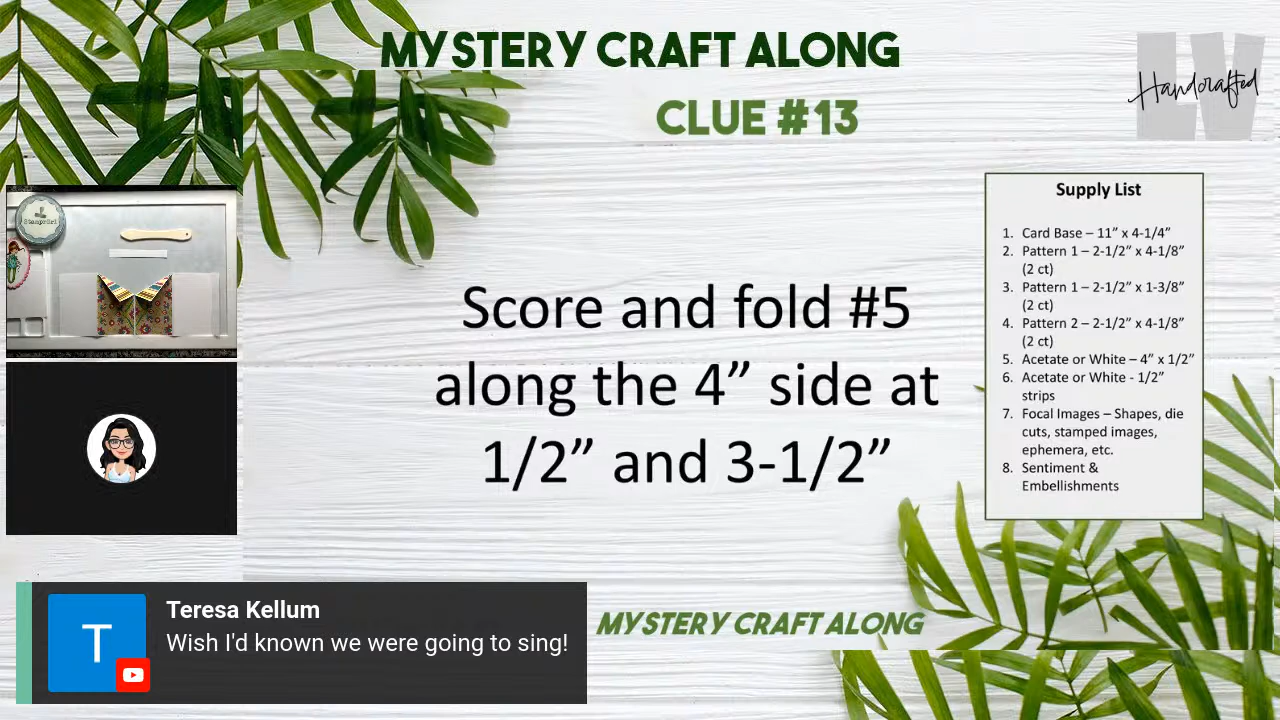 MYSTERY CRAFT ALONG
CLUE #13
Handcrafted
Supply List
1. Card Base – 11” x 4-1/4”
2. Pattern 1 – 2-1/2” x 4-1/8”
(2 ct)
3. Pattern 1 – 2-1/2” x 1-3/8”
(2 ct)
4. Pattern 2 – 2-1/2” x 4-1/8”
(2 ct)
5. Acetate or White – 4” x 1/2”
6. Acetate or White - 1/2”
strips
7. Focal Images – Shapes, die
cuts, stamped images,
ephemera, etc.
8. Sentiment &
Embellishments
Score and fold #5
along the 4” side at
1/2” and 3-1/2”
T
Teresa Kellum
Wish I'd known we were going to sing!
MYSTERY CRAFT ALONG